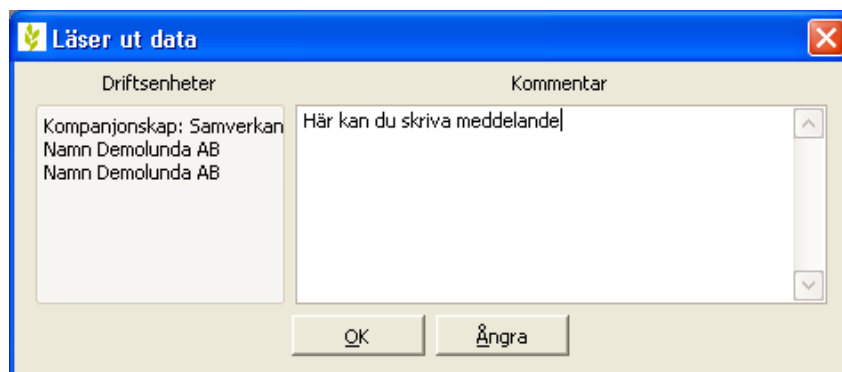 Läser ut data
Driftsenheter
Kommentar
Kompanjonskap: Samverkan
Namn Demolunda AB
Namn Demolunda AB
Här kan du skriva meddelande
OK
Ångra